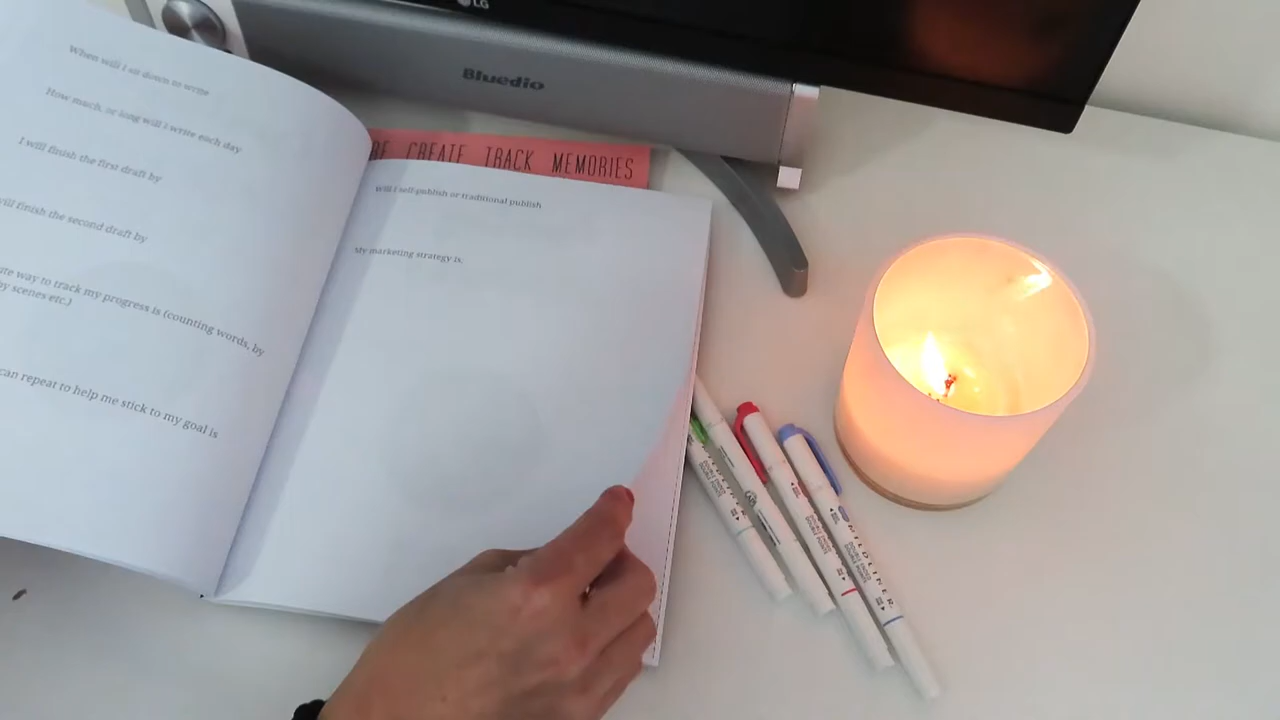 LG
Bluedio
CREATE TRACK MEMORIES
When will I sit down to write
How much, or long will I write each day
I will finish the first draft by
will finish the second draft by
way to track my progress is (counting words, by
by scenes etc.)
can repeat to help me stick to my goal is
will I self-publish or traditional publish
My marketing strategy is,
MILDLINER